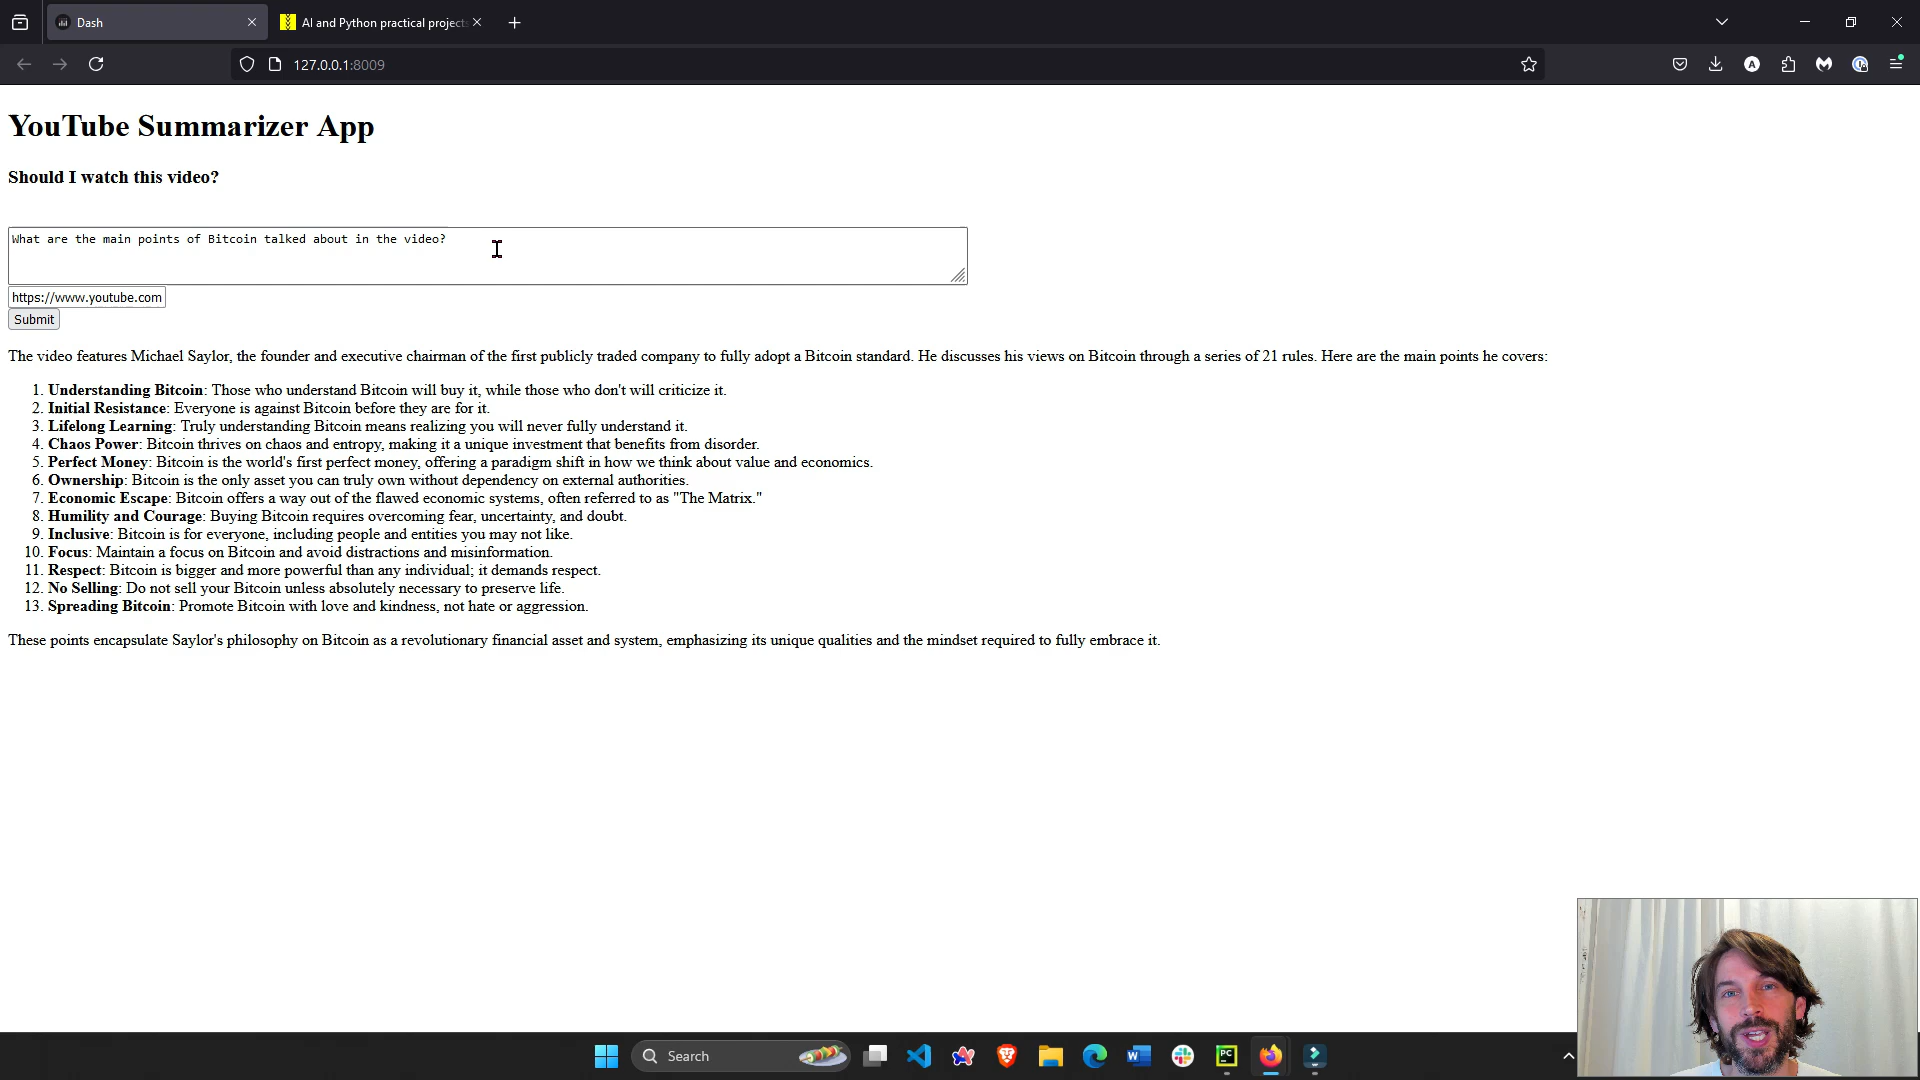 Dash
AI and Python practical project
127.0.0.1:8009
YouTube Summarizer App
Should I watch this video?
What are the main points of Bitcoin talked about in the video?
https://www.youtube.com
Submit
The video features Michael Saylor, the founder and executive chairman of the first publicly traded company to fully adopt a Bitcoin standard. He discusses his views on Bitcoin through a series of 21 rules. Here are the main points he covers:
1. Understanding Bitcoin: Those who understand Bitcoin will buy it, while those who don't will criticize it.
2. Initial Resistance: Everyone is against Bitcoin before they are for it.
3. Lifelong Learning: Truly understanding Bitcoin means realizing you will never fully understand it.
4. Chaos Power: Bitcoin thrives on chaos and entropy, making it a unique investment that benefits from disorder.
5. Perfect Money: Bitcoin is the world's first perfect money, offering a paradigm shift in how we think about value and economics.
6. Ownership: Bitcoin is the only asset you can truly own without dependency on external authorities.
7. Economic Escape: Bitcoin offers a way out of the flawed economic systems, often referred to as "The Matrix."
8. Humility and Courage: Buying Bitcoin requires overcoming fear, uncertainty, and doubt.
9. Inclusive: Bitcoin is for everyone, including people and entities you may not like.
10. Focus: Maintain a focus on Bitcoin and avoid distractions and misinformation.
11. Respect: Bitcoin is bigger and more powerful than any individual; it demands respect.
12. No Selling: Do not sell your Bitcoin unless absolutely necessary to preserve life.
13. Spreading Bitcoin: Promote Bitcoin with love and kindness, not hate or aggression.
These points encapsulate Saylor's philosophy on Bitcoin as a revolutionary financial asset and system, emphasizing its unique qualities and the mindset required to fully embrace it.
Search